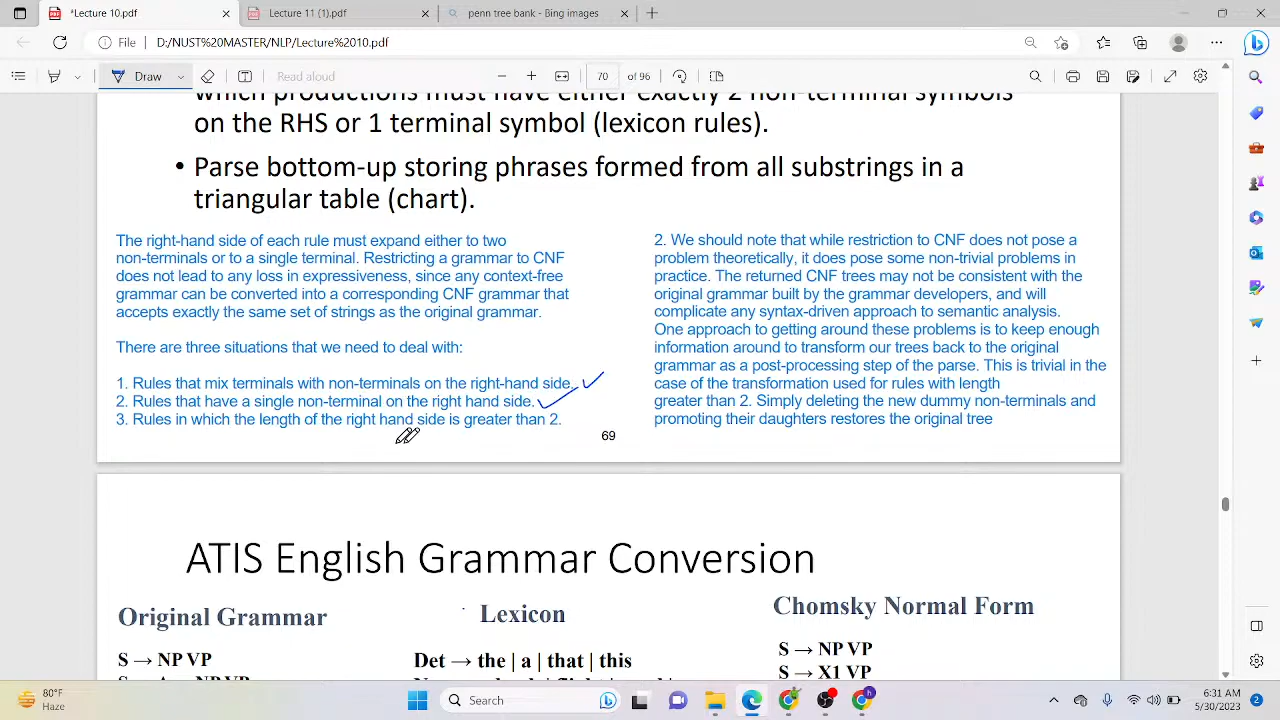 *Lecture 10.pdf
Lecture 11 (1).pdf
penn tree bank - Bing images
File
D:/NUST%20MASTER/NLP/Lecture%2010.pdf
Draw
Read aloud
70 of 96
which productions must have either exactly 2 non-terminal symbols
on the RHS or 1 terminal symbol (lexicon rules).
• Parse bottom-up storing phrases formed from all substrings in a
triangular table (chart).
The right-hand side of each rule must expand either to two
non-terminals or to a single terminal. Restricting a grammar to CNF
does not lead to any loss in expressiveness, since any context-free
grammar can be converted into a corresponding CNF grammar that
accepts exactly the same set of strings as the original grammar.
There are three situations that we need to deal with:
1. Rules that mix terminals with non-terminals on the right-hand side.
2. Rules that have a single non-terminal on the right hand side.
3. Rules in which the length of the right hand side is greater than 2.
2. We should note that while restriction to CNF does not pose a
problem theoretically, it does pose some non-trivial problems in
practice. The returned CNF trees may not be consistent with the
original grammar built by the grammar developers, and will
complicate any syntax-driven approach to semantic analysis.
One approach to getting around these problems is to keep enough
information around to transform our trees back to the original
grammar as a post-processing step of the parse. This is trivial in the
case of the transformation used for rules with length
greater than 2. Simply deleting the new dummy non-terminals and
promoting their daughters restores the original tree
69
ATIS English Grammar Conversion
Original Grammar
S → NP VP
Lexicon
Det → the | a | that | this
Chomsky Normal Form
S → NP VP
S → X1 VP
80°F
Haze
Search
6:31 AM
5/30/2023
2